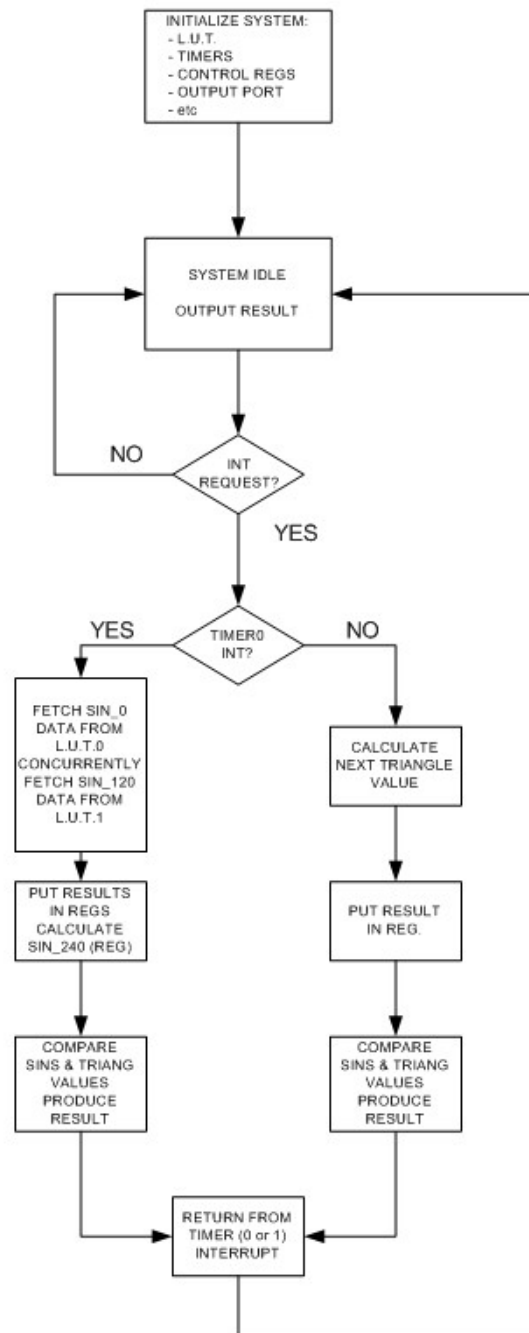 INITIALIZE SYSTEM:
- L.U.T.
- TIMERS
- CONTROL REGS
- OUTPUT PORT
- etc
SYSTEM IDLE
OUTPUT RESULT
NO
INT
REQUEST?
YES
YES
TIMER0
INT?
NO
FETCH SIN_0
DATA FROM
L.U.T.0
CONCURRENTLY
FETCH SIN_120
DATA FROM
L.U.T.1
CALCULATE
NEXT TRIANGLE
VALUE
PUT RESULTS
IN REGS
CALCULATE
SIN_240 (REG)
PUT RESULT
IN REG.
COMPARE
SINS & TRIANG
VALUES
PRODUCE
RESULT
COMPARE
SINS & TRIANG
VALUES
PRODUCE
RESULT
RETURN FROM
TIMER (0 or 1)
INTERRUPT